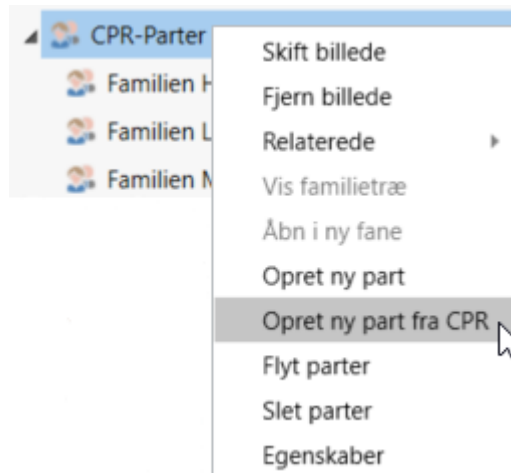 CPR-Parter
Familien
Familien
Familien
Skift billede
Fjern billede
Relaterede
Vis familietræ
Åbn i ny fane
Opret ny part
Opret ny part fra CPR
Flyt parter
Slet parter
Egenskaber